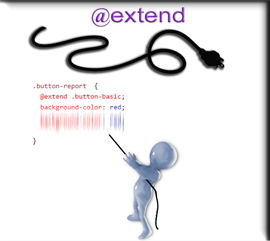 @extend
.button-report {
@extend .button-basic;
background-color: red;
}